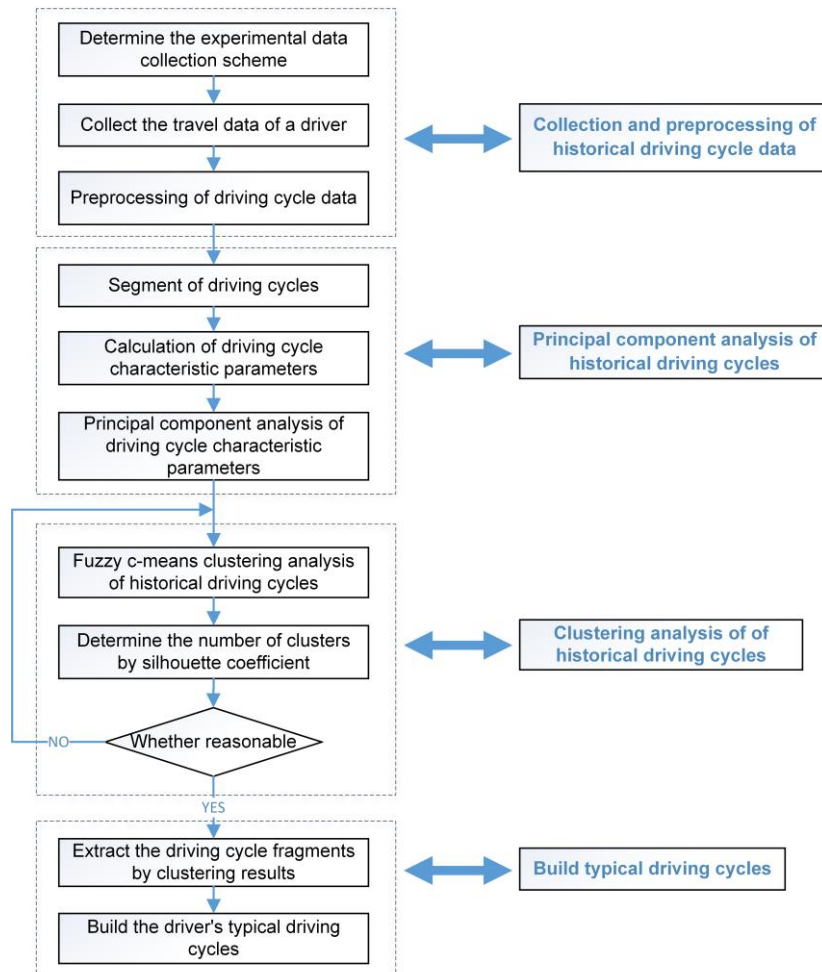 Determine the experimental data
collection scheme
Collect the travel data of a driver
Preprocessing of driving cycle data
Collection and preprocessing of
historical driving cycle data
Segment of driving cycles
Calculation of driving cycle
characteristic parameters
Principal component analysis of
driving cycle characteristic
parameters
Principal component analysis of
historical driving cycles
Fuzzy c-means clustering analysis
of historical driving cycles
Determine the number of clusters
by silhouette coefficient
Whether reasonable
NO
YES
Clustering analysis of of
historical driving cycles
Extract the driving cycle fragments
by clustering results
Build the driver's typical driving
cycles
Build typical driving cycles